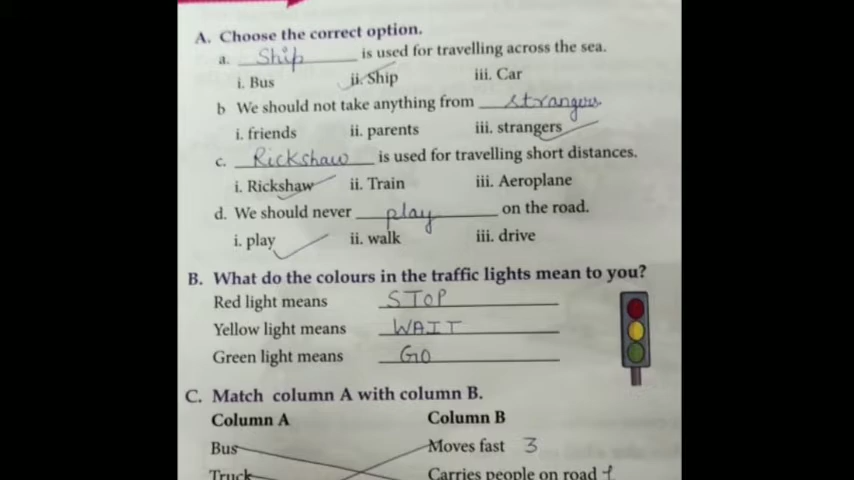 A. Choose the correct option.
a. Ship is used for travelling across the sea.
i. Bus ii. Ship iii. Car
b We should not take anything from strangers.
i. friends ii. parents iii. strangers
c. Rickshaw is used for travelling short distances.
i. Rickshaw ii. Train iii. Aeroplane
d. We should never play on the road.
i. play ii. walk iii. drive
B. What do the colours in the traffic lights mean to you?
Red light means STOP
Yellow light means WAIT
Green light means GO
C. Match column A with column B.
Column A Column B
Bus Moves fast 3
Truck Carries people on road 1